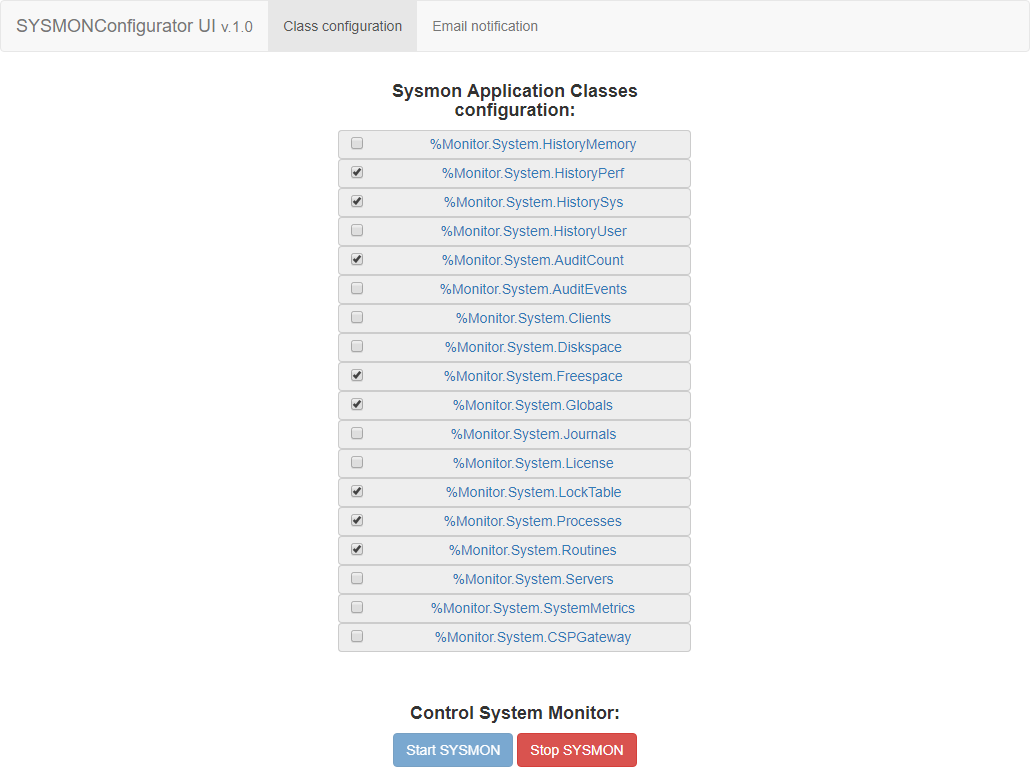 SYSMONConfigurator UI v.1.0 Class configuration Email notification
Sysmon Application Classes
configuration:
%Monitor.System.HistoryMemory
%Monitor.System.HistoryPerf
%Monitor.System.HistorySys
%Monitor.System.HistoryUser
%Monitor.System.AuditCount
%Monitor.System.AuditEvents
%Monitor.System.Clients
%Monitor.System.Diskspace
%Monitor.System.Freespace
%Monitor.System.Globals
%Monitor.System.Journals
%Monitor.System.License
%Monitor.System.LockTable
%Monitor.System.Processes
%Monitor.System.Routines
%Monitor.System.Servers
%Monitor.System.SystemMetrics
%Monitor.System.CSPGateway
Control System Monitor:
Start SYSMON Stop SYSMON